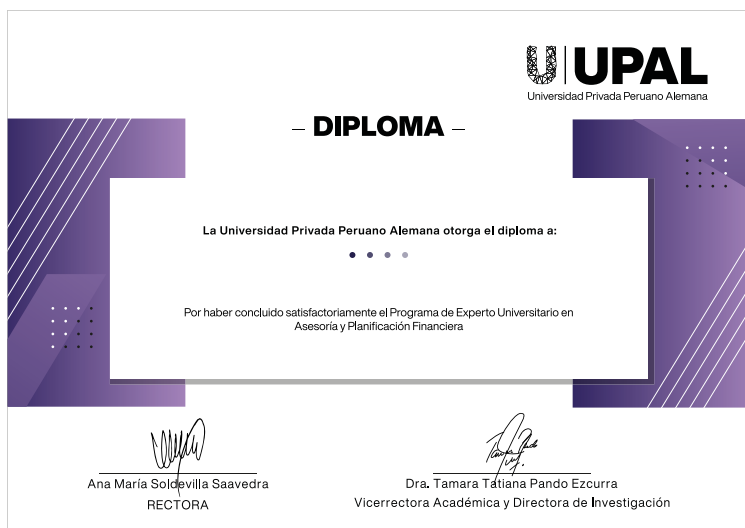 UPAL
Universidad Privada Peruano Alemana
– DIPLOMA –
La Universidad Privada Peruano Alemana otorga el diploma a:
Por haber concluido satisfactoriamente el Programa de Experto Universitario en
Asesoría y Planificación Financiera
Ana María Soldevilla Saavedra
RECTORA
Dra. Tamara Tatiana Pando Ezcurra
Vicerrectora Académica y Directora de Investigación